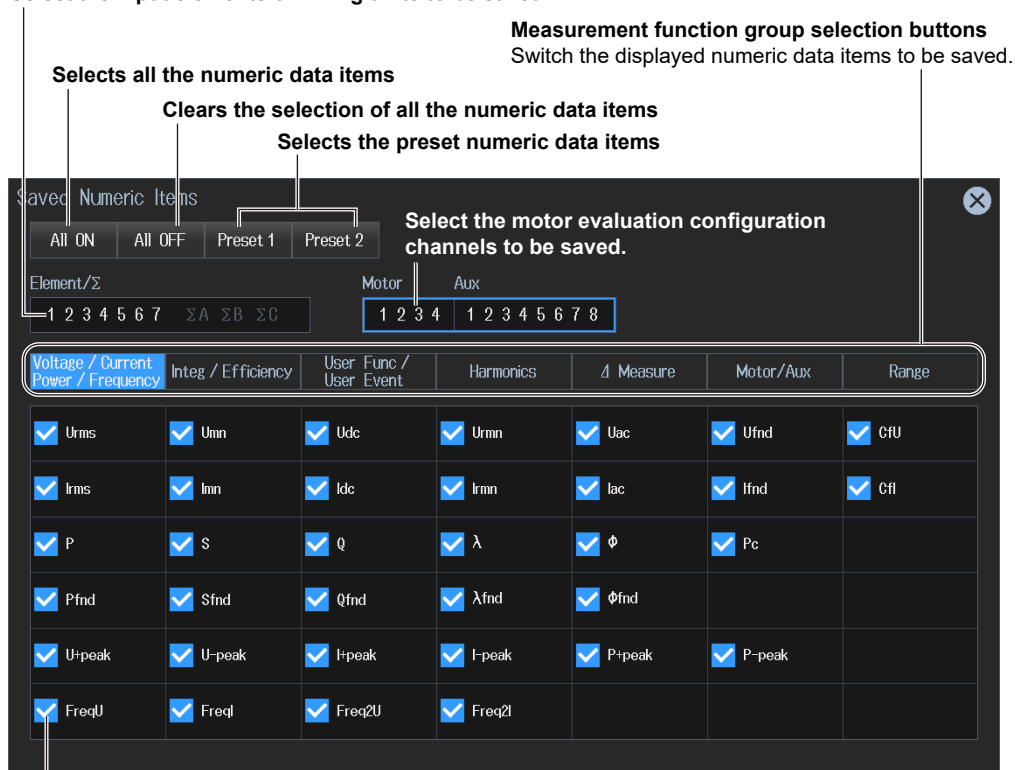 Measurement function group selection buttons
Switch the displayed numeric data items to be saved.
Selects all the numeric data items
Clears the selection of all the numeric data items
Selects the preset numeric data items
Saved Numeric Items
All ON All OFF Preset 1 Preset 2
Select the motor evaluation configuration
channels to be saved.
Element/Σ Motor Aux
1 2 3 4 5 6 7 ΣA ΣB ΣC 1 2 3 4 1 2 3 4 5 6 7 8
Voltage / Current
Power / Frequency
Integ / Efficiency
User Func /
User Event
Harmonics
Δ Measure
Motor/Aux
Range
Urms Umn Udc Urmn Uac Ufnd CfU
Irms Imn Idc Irmn Iac Ifnd CfI
P S Q λ Φ Pc
Pfnd Sfnd Qfnd λfnd Φfnd
U+peak U-peak I+peak I-peak P+peak P-peak
FreqU FreqI Freq2U Freq2I